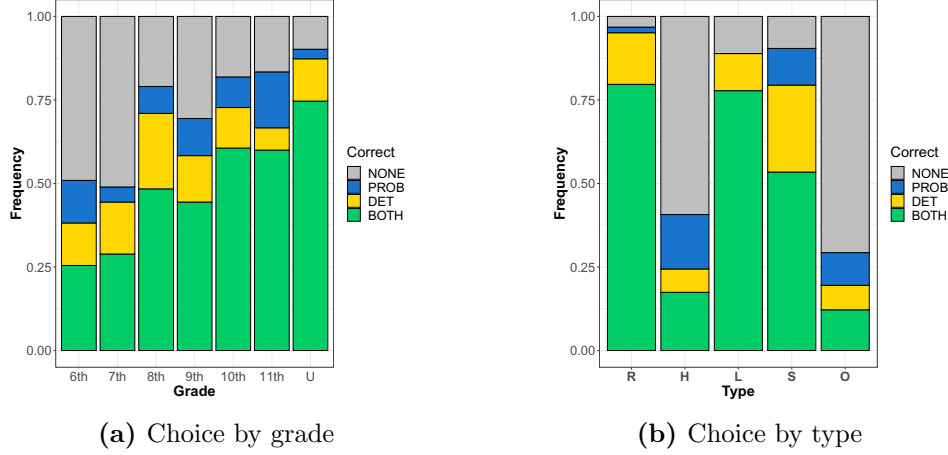 1.00
0.75
0.50
0.25
0.00
Frequency
6th 7th 8th 9th 10th 11th U
Grade
Correct
NONE
PROB
DET
BOTH
(a) Choice by grade
1.00
0.75
0.50
0.25
0.00
Frequency
R H L S O
Type
Correct
NONE
PROB
DET
BOTH
(b) Choice by type